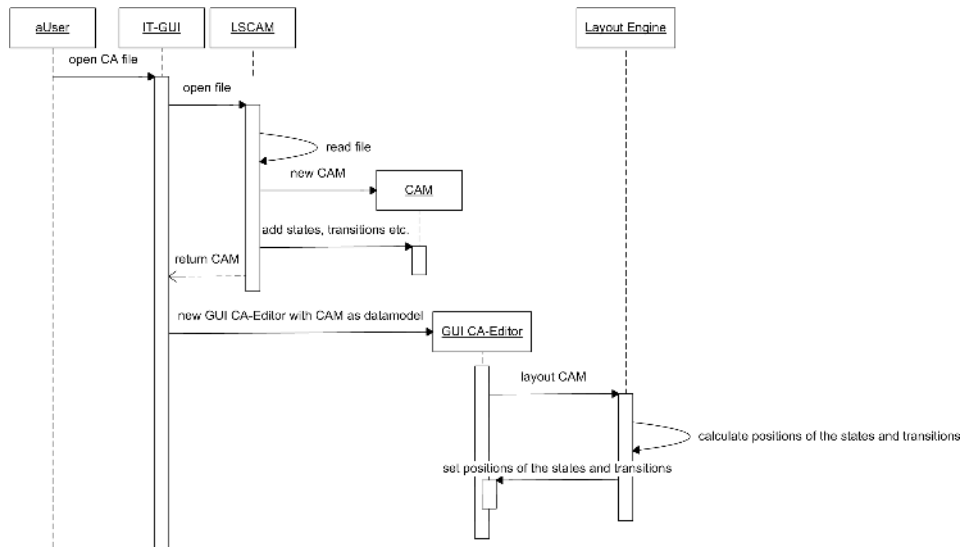 aUser
IT-GUI
LSCAM
Layout Engine
open CA file
open file
read file
new CAM
CAM
add states, transitions etc.
return CAM
new GUI CA-Editor with CAM as datamodel
GUI CA-Editor
layout CAM
calculate positions of the states and transitions
set positions of the states and transitions